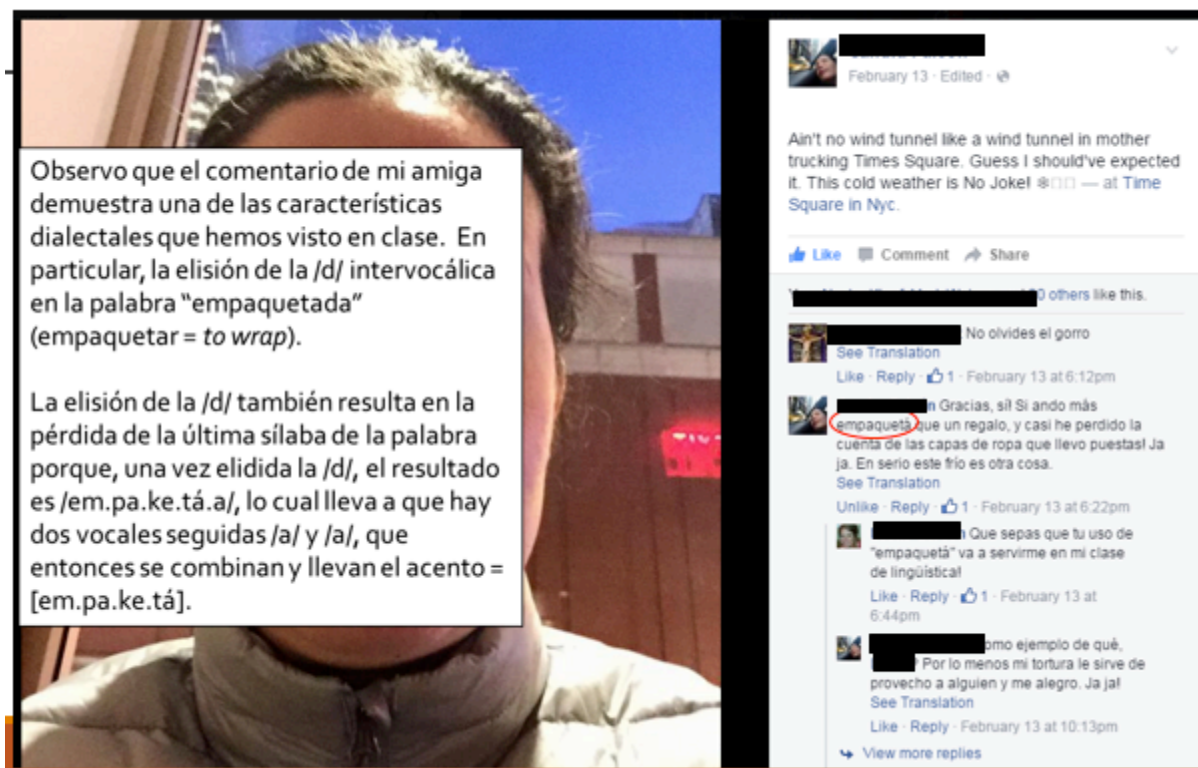 Observo que el comentario de mi amiga
demuestra una de las características
dialectales que hemos visto en clase. En
particular, la elisión de la /d/ intervocálica
en la palabra “empaquetada”
(empaquetar = to wrap).
La elisión de la /d/ también resulta en la
pérdida de la última sílaba de la palabra
porque, una vez elidida la /d/, el resultado
es /em.pa.ke.tá.a/, lo cual lleva a que hay
dos vocales seguidas /a/ y /a/, que
entonces se combinan y llevan el acento =
[em.pa.ke.tá].
February 13 · Edited ·
Ain't no wind tunnel like a wind tunnel in mother
trucking Times Square. Guess I should've expected
it. This cold weather is No Joke! — at Time
Square in Nyc.
Like Comment Share
others like this.
No olvides el gorro
See Translation
Like · Reply · 1 · February 13 at 6:12pm
Gracias, sí! Si ando más
empaquetá que un regalo, y casi he perdido la
cuenta de las capas de ropa que llevo puestas! Ja
ja. En serio este frío es otra cosa.
See Translation
Unlike · Reply · 1 · February 13 at 6:22pm
Que sepas que tu uso de
"empaquetá" va a servirme en mi clase
de lingüística!
Like · Reply · 1 · February 13 at
6:44pm
omo ejemplo de qué,
? Por lo menos mi tortura le sirve de
provecho a alguien y me alegro. Ja ja!
See Translation
Like · Reply · February 13 at 10:13pm
View more replies